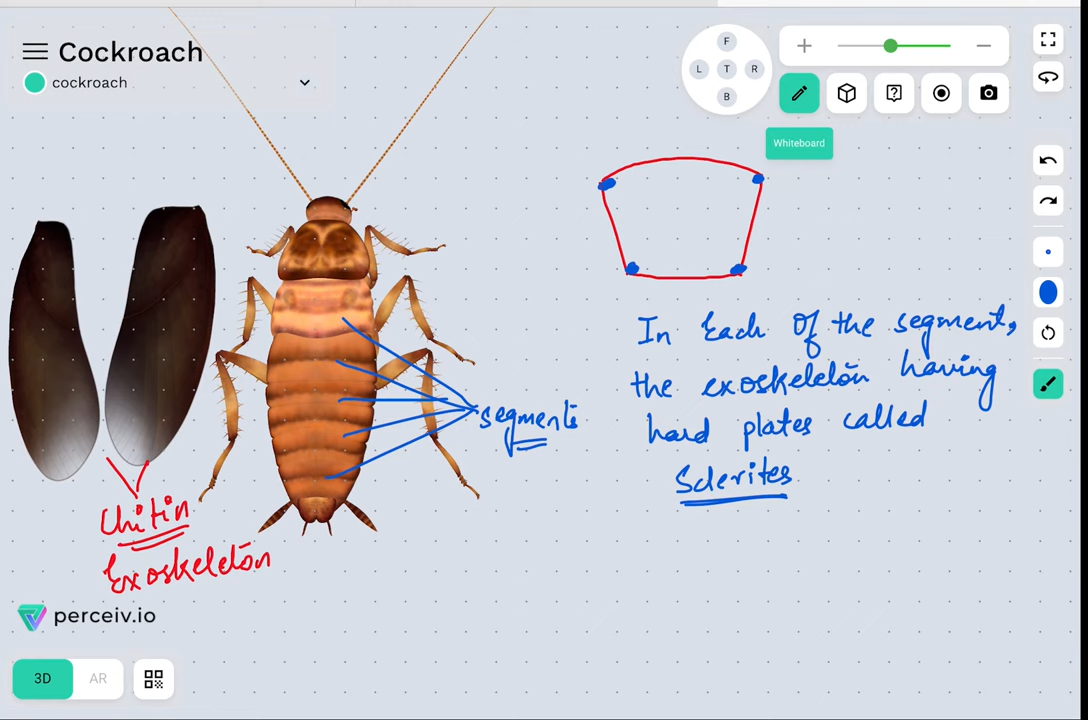 Cockroach
cockroach
F
L T R
B
Whiteboard
In Each Of the segment,
the exoskeleton having
hard plates called
Sclerites
segments
Chitin
Exoskeleton
perceiv.io
3D AR